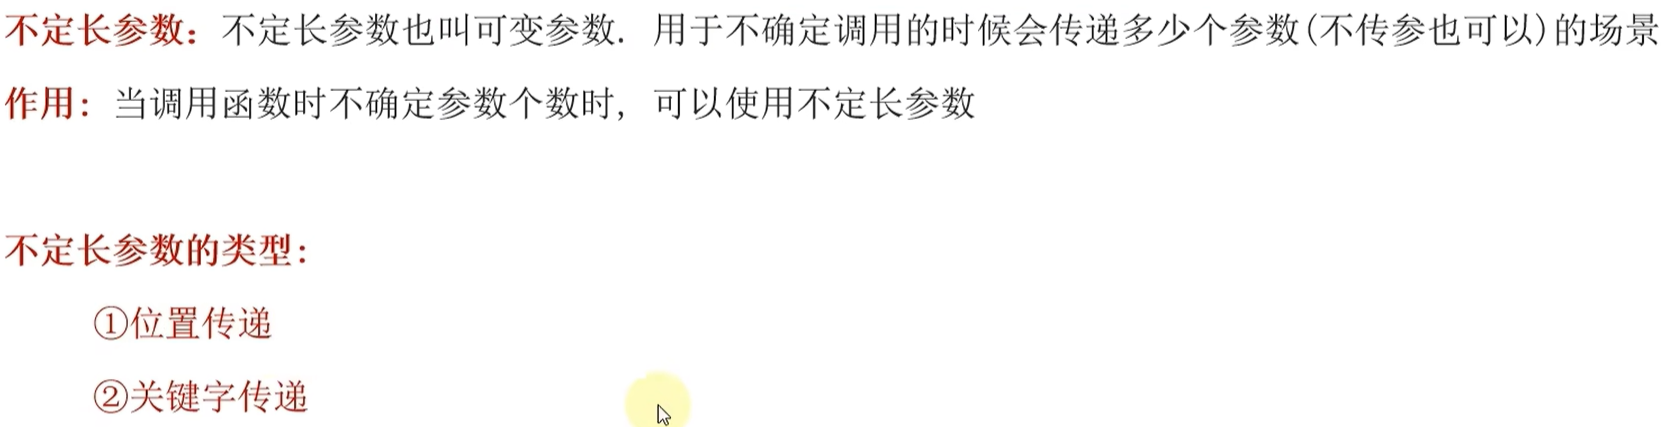 不定长参数：不定长参数也叫可变参数. 用于不确定调用的时候会传递多少个参数(不传参也可以)的场景
作用：当调用函数时不确定参数个数时，可以使用不定长参数
不定长参数的类型：
①位置传递
②关键字传递